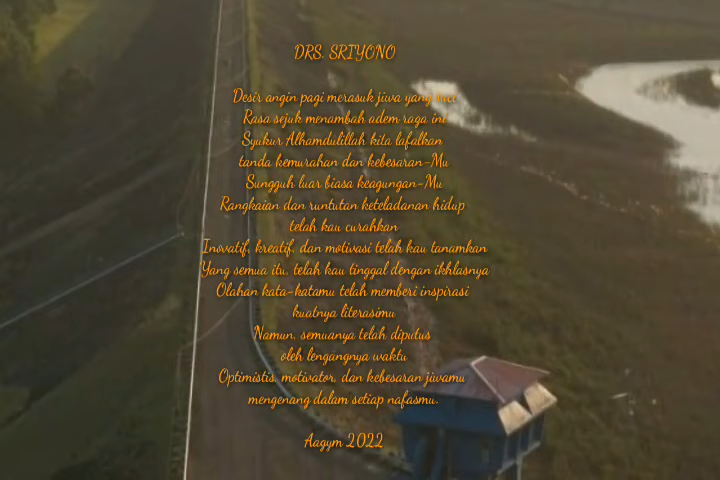 DRS. SRIYONO
Desir angin pagi merasuk jiwa yang suci
Rasa sejuk menambah adem raga ini
Syukur Alhamdulillah kita lafalkan
tanda kemurahan dan kebesaran-Mu
Sungguh luar biasa keagungan-Mu
Rangkaian dan runtutan keteladanan hidup
telah kau curahkan
Inovatif, kreatif, dan motivasi telah kau tanamkan
Yang semua itu, telah kau tinggal dengan ikhlasnya
Olahan kata-katamu telah memberi inspirasi
kuatnya literasimu
Namun, semuanya telah diputus
oleh lengangnya waktu
Optimistis, motivator, dan kebesaran jiwamu
mengenang dalam setiap nafasmu.
Aagym 2022